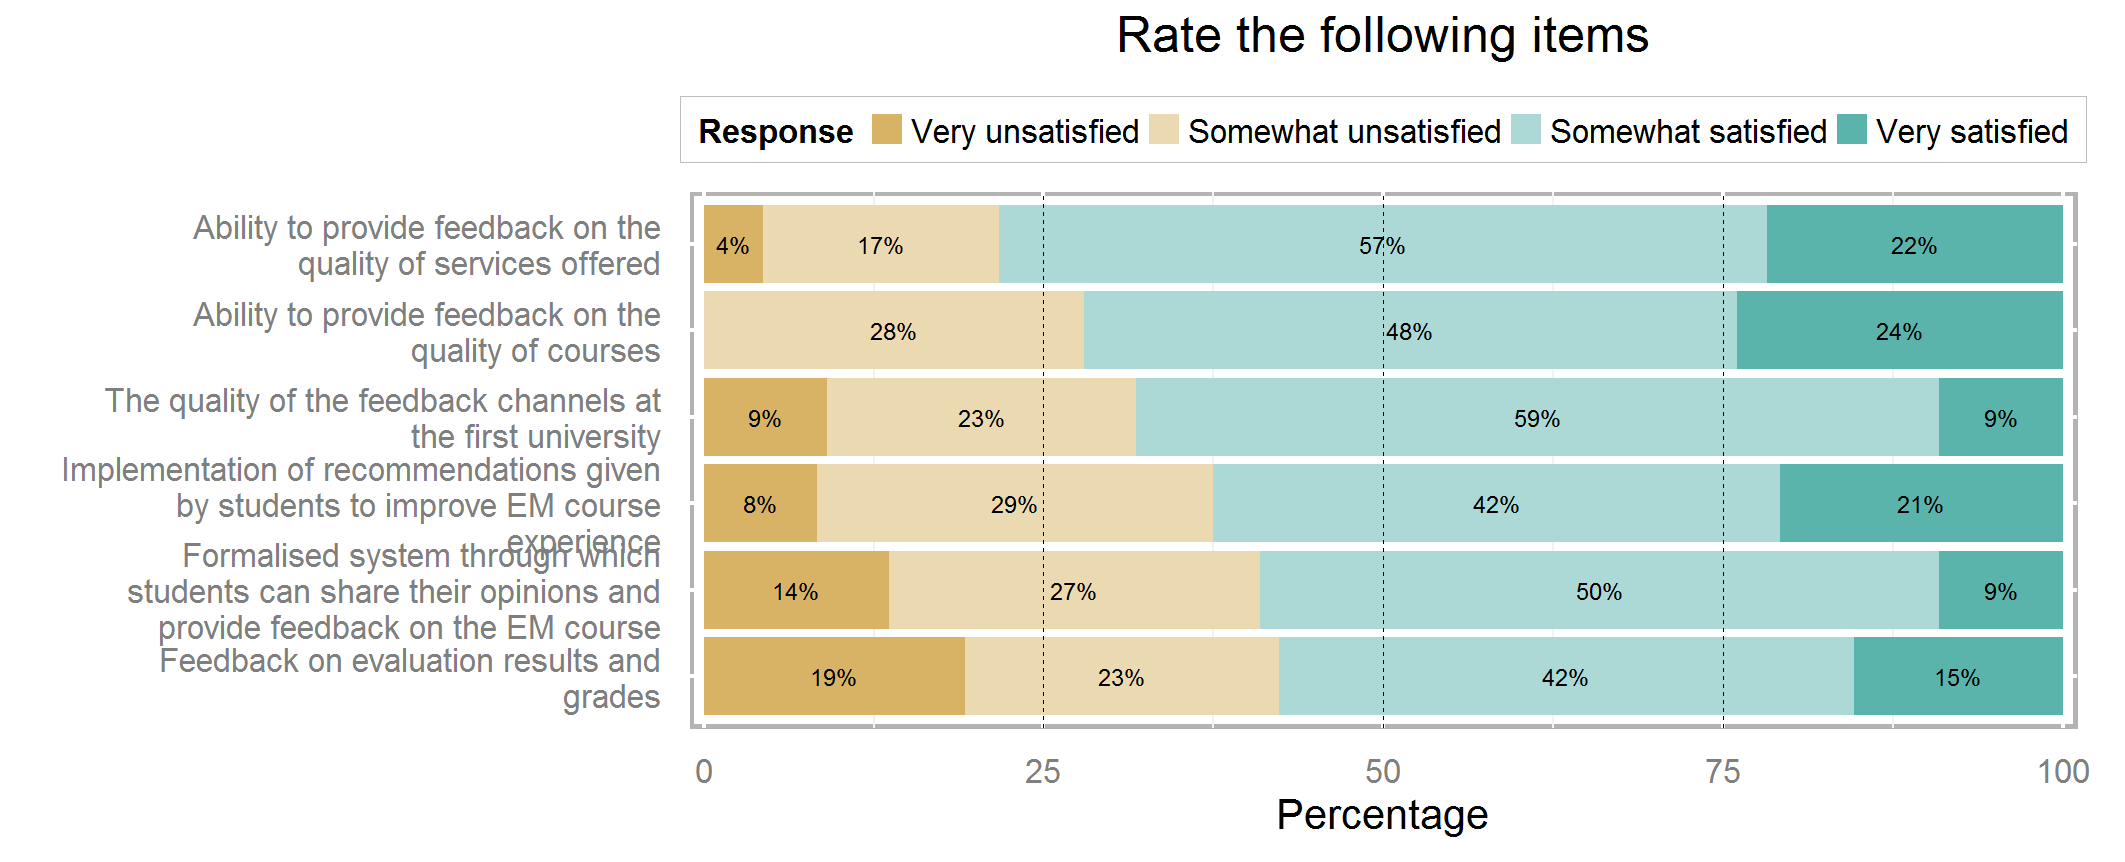 Rate the following items
Response Very unsatisfied Somewhat unsatisfied Somewhat satisfied Very satisfied
Ability to provide feedback on the
quality of services offered
4% 17% 57% 22%
Ability to provide feedback on the
quality of courses
28% 48% 24%
The quality of the feedback channels at
the first university
9% 23% 59% 9%
Implementation of recommendations given
by students to improve EM course
experience
8% 29% 42% 21%
Formalised system through which
students can share their opinions and
provide feedback on the EM course
14% 27% 50% 9%
Feedback on evaluation results and
grades
19% 23% 42% 15%
0 25 50 75 100
Percentage